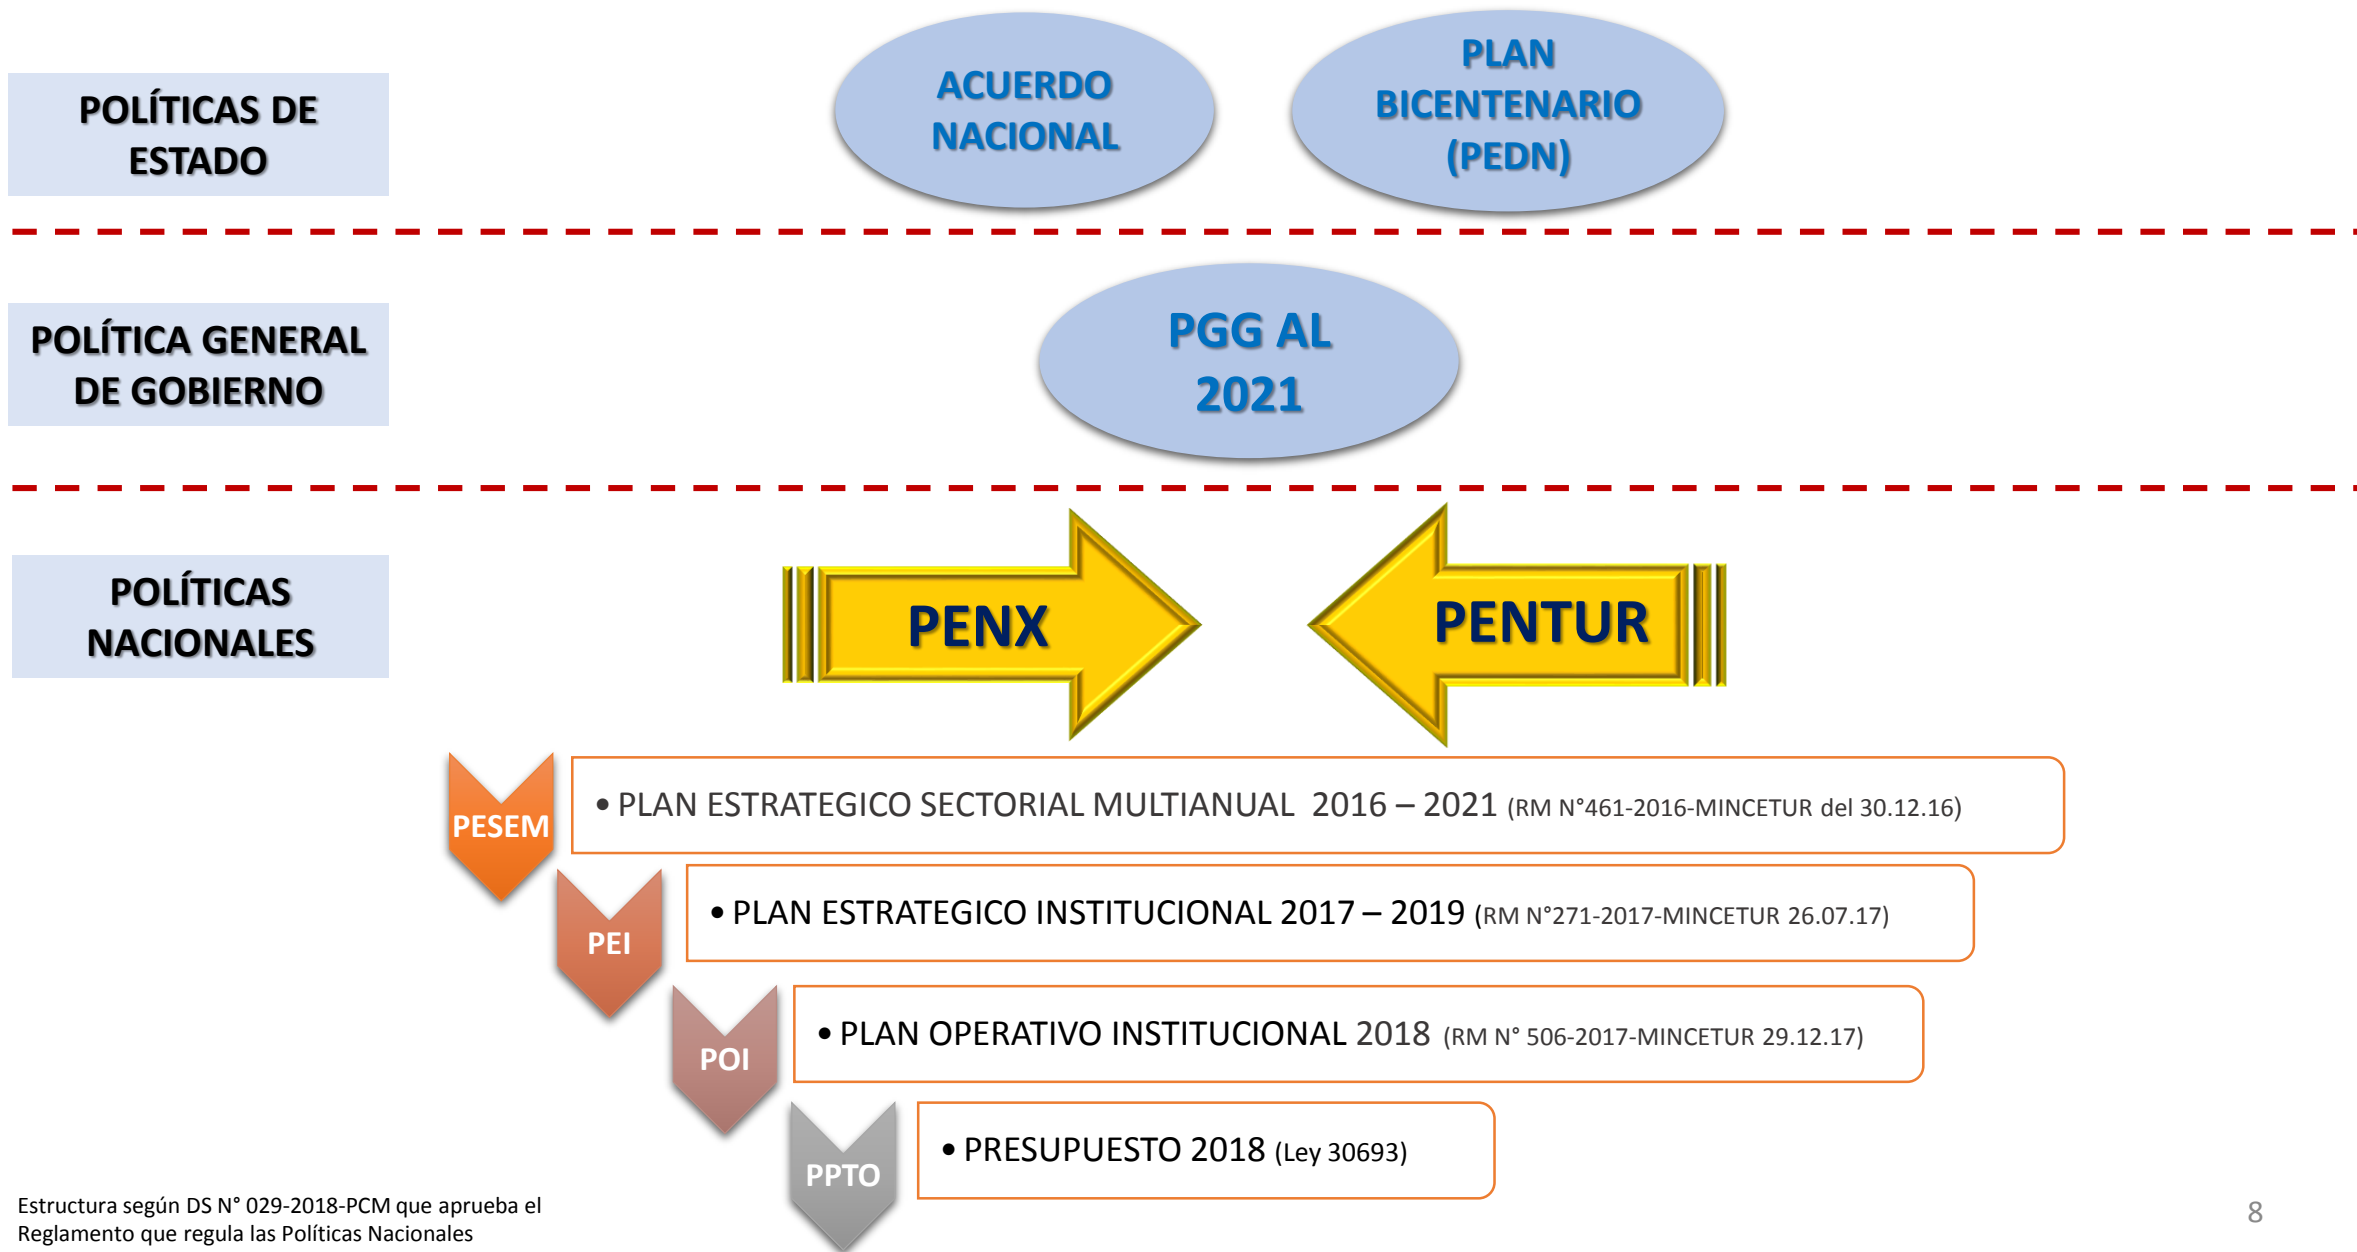 POLÍTICAS DE
ESTADO
ACUERDO
NACIONAL
PLAN
BICENTENARIO
(PEDN)
POLÍTICA GENERAL
DE GOBIERNO
PGG AL
2021
POLÍTICAS
NACIONALES
PENX
PENTUR
PESEM
• PLAN ESTRATEGICO SECTORIAL MULTIANUAL 2016 – 2021 (RM N°461-2016-MINCETUR del 30.12.16)
PEI
• PLAN ESTRATEGICO INSTITUCIONAL 2017 – 2019 (RM N°271-2017-MINCETUR 26.07.17)
POI
• PLAN OPERATIVO INSTITUCIONAL 2018 (RM N° 506-2017-MINCETUR 29.12.17)
PPTO
• PRESUPUESTO 2018 (Ley 30693)
Estructura según DS N° 029-2018-PCM que aprueba el
Reglamento que regula las Políticas Nacionales
8